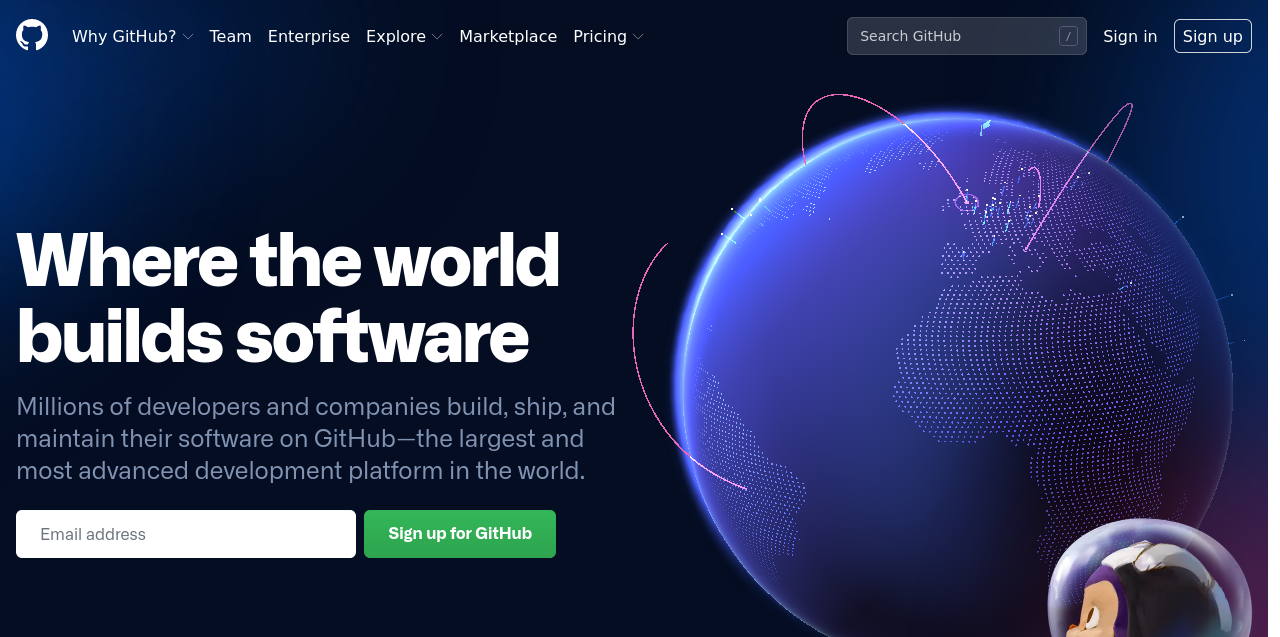 Why GitHub? Team Enterprise Explore Marketplace Pricing Search GitHub / Sign in Sign up
Where the world
builds software
Millions of developers and companies build, ship, and
maintain their software on GitHub—the largest and
most advanced development platform in the world.
Email address Sign up for GitHub